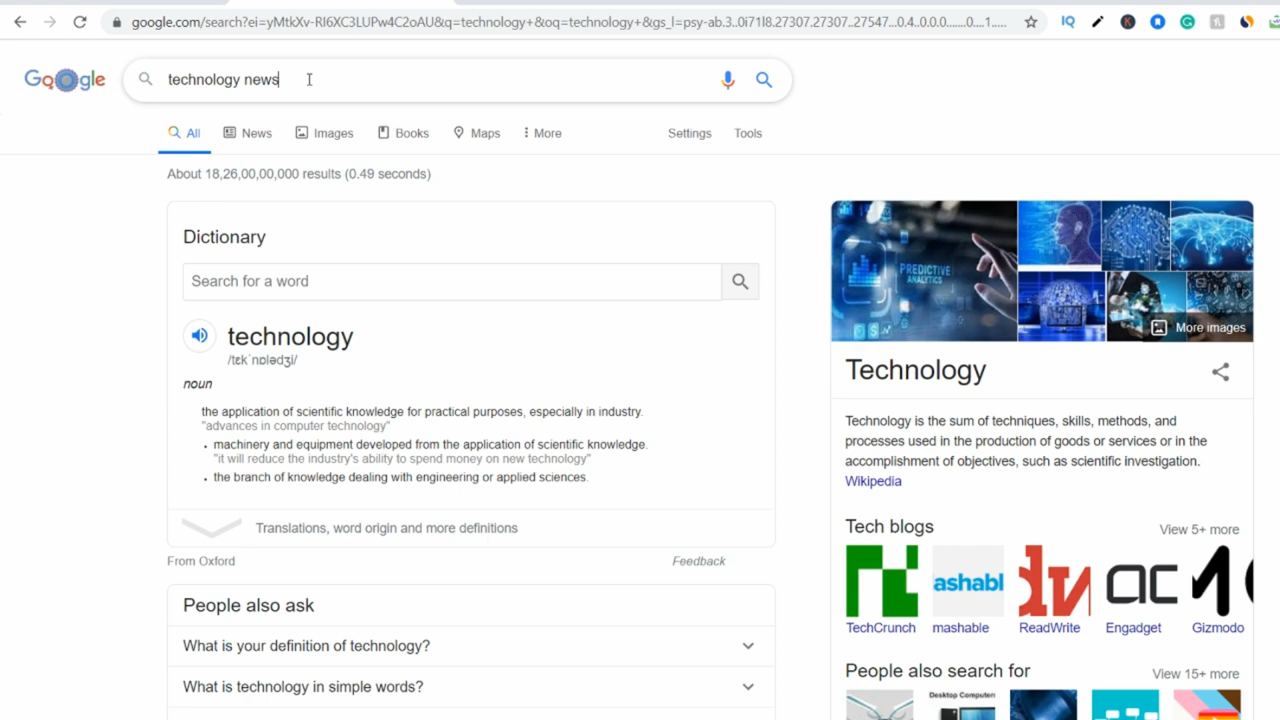 google.com/search?ei=yMtkXv-RI6XC3LUPw4C2oAU&q=technology+&oq=technology+&gs_l=psy-ab.3..0i71l8.27307.27307..27547...0.4..0.0.0.......0....1.....
Google
technology news
All News Images Books Maps More Settings Tools
About 18,26,00,00,000 results (0.49 seconds)
Dictionary
Search for a word
technology
/tɛkˈnɒlədʒi/
noun
the application of scientific knowledge for practical purposes, especially in industry.
"advances in computer technology"
• machinery and equipment developed from the application of scientific knowledge.
"it will reduce the industry's ability to spend money on new technology"
• the branch of knowledge dealing with engineering or applied sciences.
Translations, word origin and more definitions
From Oxford Feedback
People also ask
What is your definition of technology?
What is technology in simple words?
PREDICTIVE
ANALYTICS
More images
Technology
Technology is the sum of techniques, skills, methods, and
processes used in the production of goods or services or in the
accomplishment of objectives, such as scientific investigation.
Wikipedia
Tech blogs View 5+ more
ashabl
TechCrunch mashable ReadWrite Engadget Gizmodo
People also search for View 15+ more
Desktop Computers